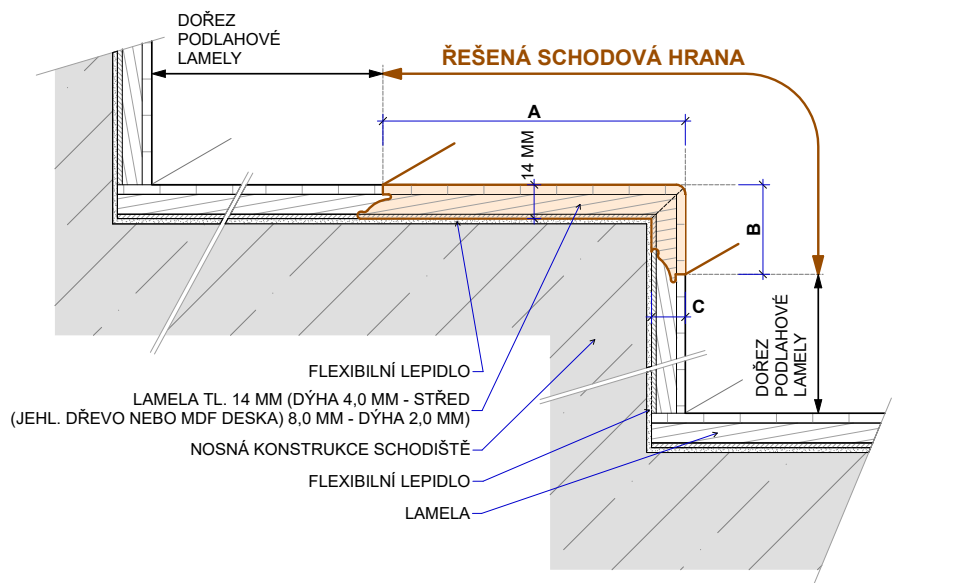 DOŘEZ
PODLAHOVÉ
LAMELY
ŘEŠENÁ SCHODOVÁ HRANA
A
14 MM
B
C
DOŘEZ
PODLAHOVÉ
LAMELY
FLEXIBILNÍ LEPIDLO
LAMELA TL. 14 MM (DÝHA 4,0 MM - STŘED
(JEHL. DŘEVO NEBO MDF DESKA) 8,0 MM - DÝHA 2,0 MM)
NOSNÁ KONSTRUKCE SCHODIŠTĚ
FLEXIBILNÍ LEPIDLO
LAMELA